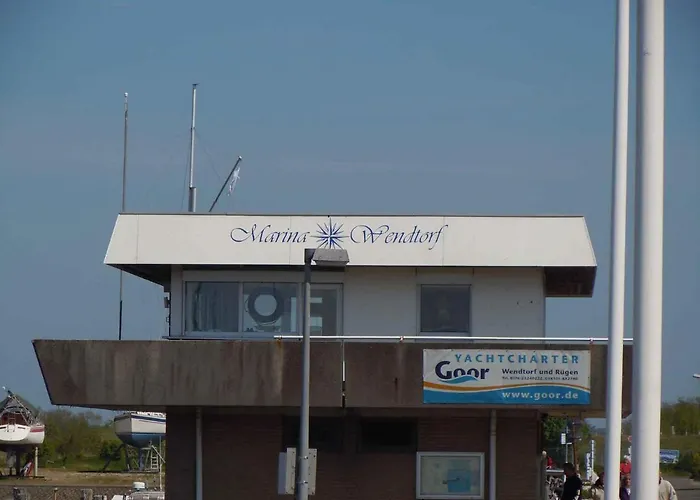 Marina Wendtorf
YACHTCHARTER
Goor
Wendtorf und Rügen
www.goor.de